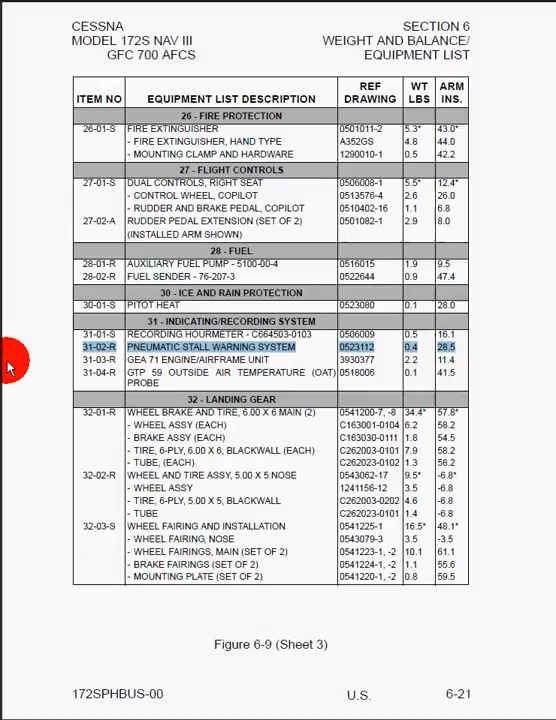 CESSNA SECTION 6
MODEL 172S NAV III WEIGHT AND BALANCE/
GFC 700 AFCS EQUIPMENT LIST
REF WT ARM
ITEM NO EQUIPMENT LIST DESCRIPTION DRAWING LBS INS.
26 - FIRE PROTECTION
26-01-S FIRE EXTINGUISHER 0501011-2 5.3* 43.0*
- FIRE EXTINGUISHER, HAND TYPE A352GS 4.8 44.0
- MOUNTING CLAMP AND HARDWARE 1290010-1 0.5 42.2
27 - FLIGHT CONTROLS
27-01-S DUAL CONTROLS, RIGHT SEAT 0506008-1 5.5* 12.4*
- CONTROL WHEEL, COPILOT 0513576-4 2.6 26.0
- RUDDER AND BRAKE PEDAL, COPILOT 0510402-16 1.1 6.8
27-02-A RUDDER PEDAL EXTENSION (SET OF 2) 0501082-1 2.9 8.0
(INSTALLED ARM SHOWN)
28 - FUEL
28-01-R AUXILIARY FUEL PUMP - 5100-00-4 0516015 1.9 9.5
28-02-R FUEL SENDER - 76-207-3 0522644 0.9 47.4
30 - ICE AND RAIN PROTECTION
30-01-S PITOT HEAT 0523080 0.1 28.0
31 - INDICATING/RECORDING SYSTEM
31-01-S RECORDING HOURMETER - C664503-0103 0506009 0.5 16.1
31-02-R PNEUMATIC STALL WARNING SYSTEM 0523112 0.4 28.5
31-03-R GEA 71 ENGINE/AIRFRAME UNIT 3930377 2.2 11.4
31-04-R GTP 59 OUTSIDE AIR TEMPERATURE (OAT) 0518006 0.1 41.5
PROBE
32 - LANDING GEAR
32-01-R WHEEL BRAKE AND TIRE, 6.00 X 6 MAIN (2) 0541200-7, -8 34.4* 57.8*
- WHEEL ASSY (EACH) C163001-0104 6.2 58.2
- BRAKE ASSY (EACH) C163030-0111 1.8 54.5
- TIRE, 6-PLY, 6.00 X 6, BLACKWALL (EACH) C262003-0101 7.9 58.2
- TUBE, (EACH) C262023-0102 1.3 58.2
32-02-R WHEEL AND TIRE ASSY, 5.00 X 5 NOSE 0543062-17 9.5* -6.8*
- WHEEL ASSY 1241156-12 3.5 -6.8
- TIRE, 6-PLY, 5.00 X 5, BLACKWALL C262003-0202 4.6 -6.8
- TUBE C262023-0101 1.4 -6.8
32-03-S WHEEL FAIRING AND INSTALLATION 0541225-1 16.5* 48.1*
- WHEEL FAIRING, NOSE 0543079-3 3.5 -3.5
- WHEEL FAIRINGS, MAIN (SET OF 2) 0541223-1, -2 10.1 61.1
- BRAKE FAIRINGS (SET OF 2) 0541224-1, -2 1.1 55.6
- MOUNTING PLATE (SET OF 2) 0541220-1, -2 0.8 59.5
Figure 6-9 (Sheet 3)
172SPHBUS-00 U.S. 6-21